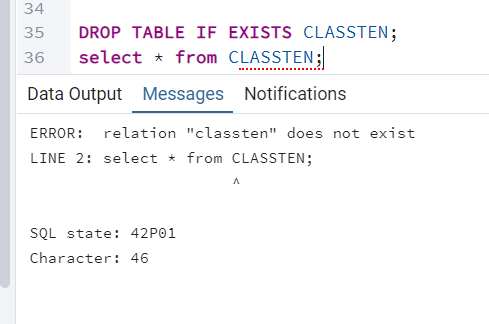 34
35 DROP TABLE IF EXISTS CLASSTEN;
36 select * from CLASSTEN;
Data Output Messages Notifications
ERROR:  relation "classten" does not exist
LINE 2: select * from CLASSTEN;
^
SQL state: 42P01
Character: 46